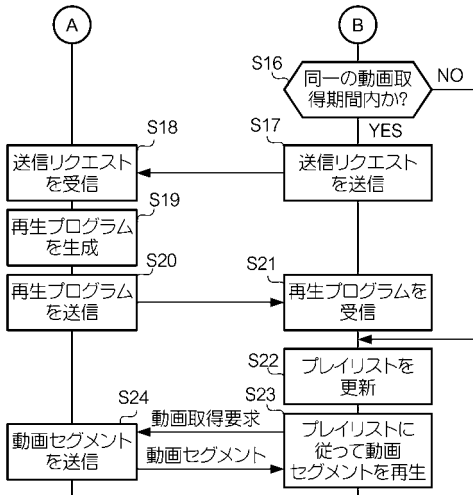 A
B
S16
同一の動画取
得期間内か?
NO
YES
S18
送信リクエスト
を受信
S17
送信リクエスト
を送信
S19
再生プログラム
を生成
S20
再生プログラム
を送信
S21
再生プログラムを
受信
S22
プレイリストを
更新
S24
動画セグメント
を送信
動画取得要求
動画セグメント
S23
プレイリストに
従って動画
セグメントを再生